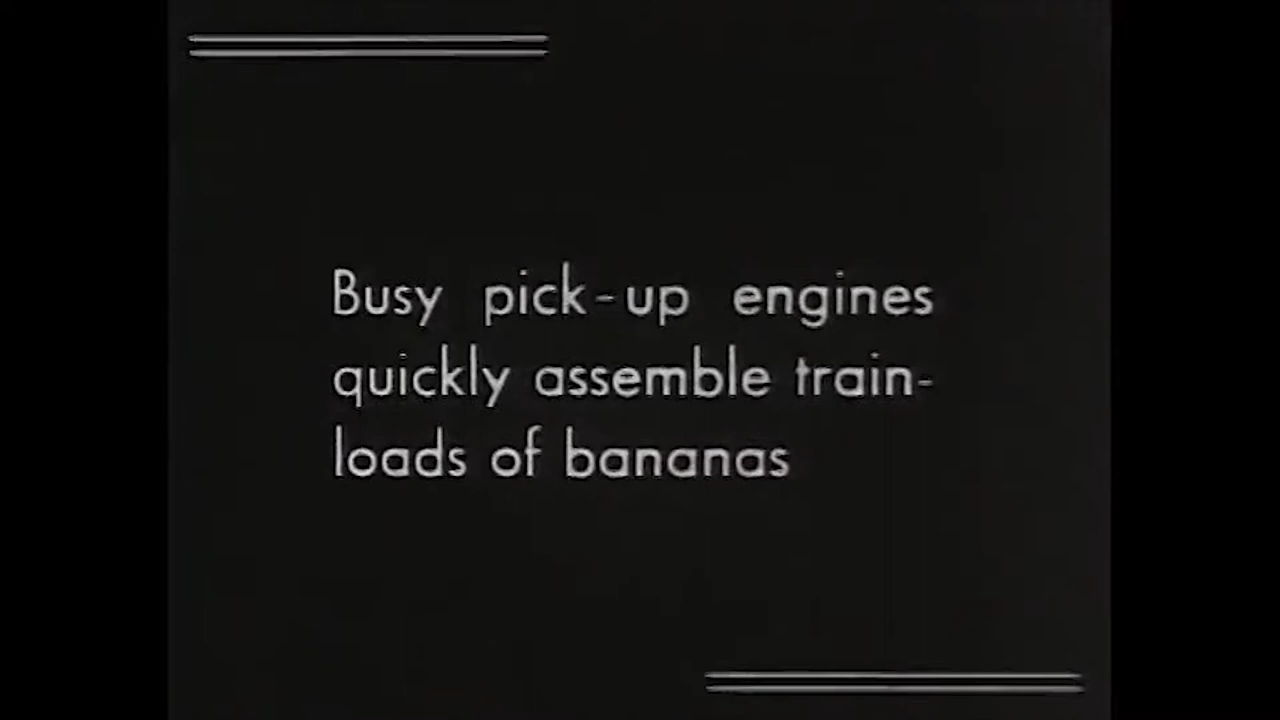 Busy pick-up engines
quickly assemble train-
loads of bananas